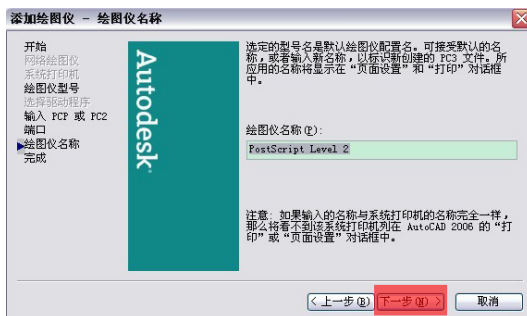 添加绘图仪 - 绘图仪名称
开始
网络绘图仪
系统打印机
绘图仪型号
选择驱动程序
输入 PCP 或 PC2
端口
绘图仪名称
完成
Autodesk
选定的型号名是默认绘图仪配置名。可接受默认的名
称，或者输入新名称，以标识新创建的 PC3 文件。所
应用的名称将显示在“页面设置”和“打印”对话框
中。
绘图仪名称(P):
PostScript Level 2
注意: 如果输入的名称与系统打印机的名称完全一样，
那么将看不到该系统打印机列在 AutoCAD 2006 的“打
印”或“页面设置”对话框中。
< 上一步(B)
下一步(N) >
取消